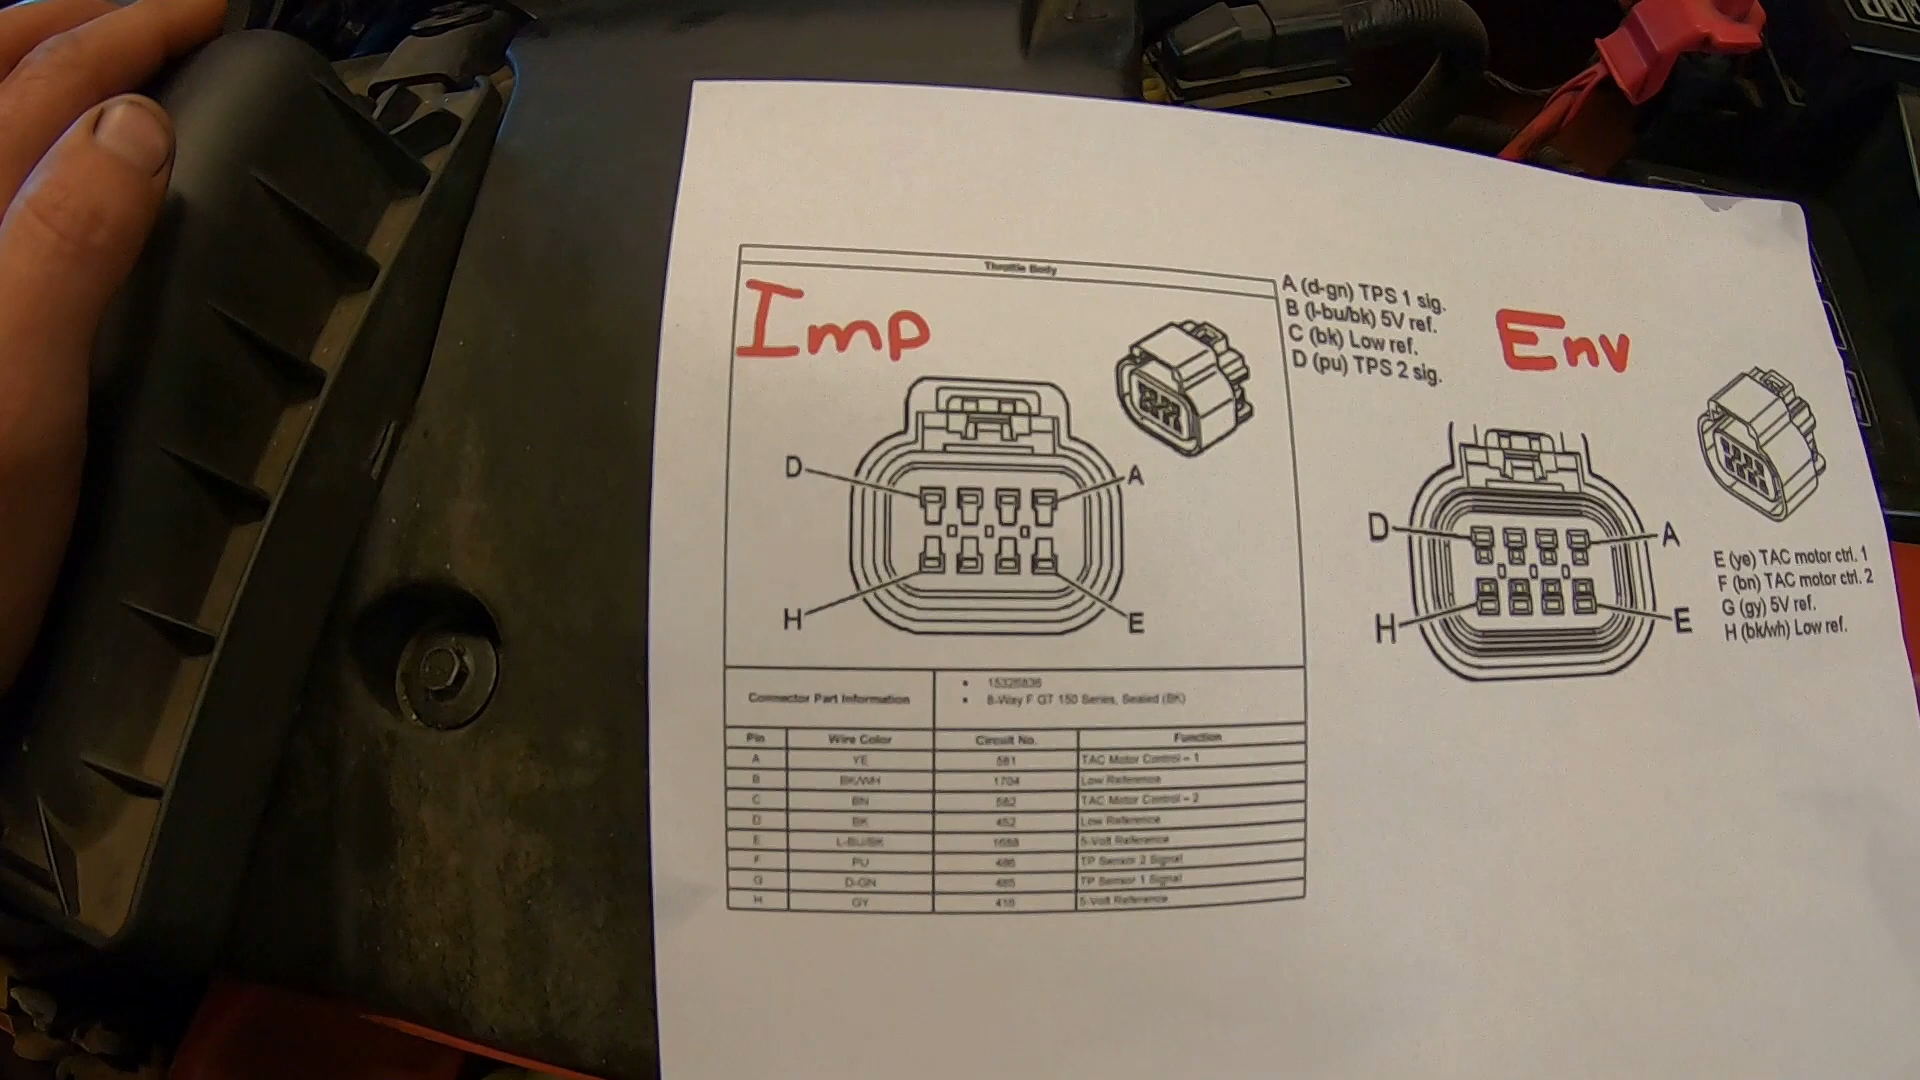 Throttle Body
Imp
D
A
H
E
Connector Part Information
8-Way F GT 150 Series, Sealed (BK)
Pin Wire Color Circuit No. Function
A YE 581 TAC Motor Control - 1
B BK/WH 1704 Low Reference
C BN 582 TAC Motor Control - 2
D BK 452 Low Reference
E L-BU/BK 5-Volt Reference
F PU 486 TP Sensor 2 Signal
G D-GN 485 TP Sensor 1 Signal
H GY 5-Volt Reference
A (d-gn) TPS 1 sig.
B (l-bu/bk) 5V ref.
C (bk) Low ref.
D (pu) TPS 2 sig.
Env
D
A
H
E
E (ye) TAC motor ctrl. 1
F (bn) TAC motor ctrl. 2
G (gy) 5V ref.
H (bk/wh) Low ref.